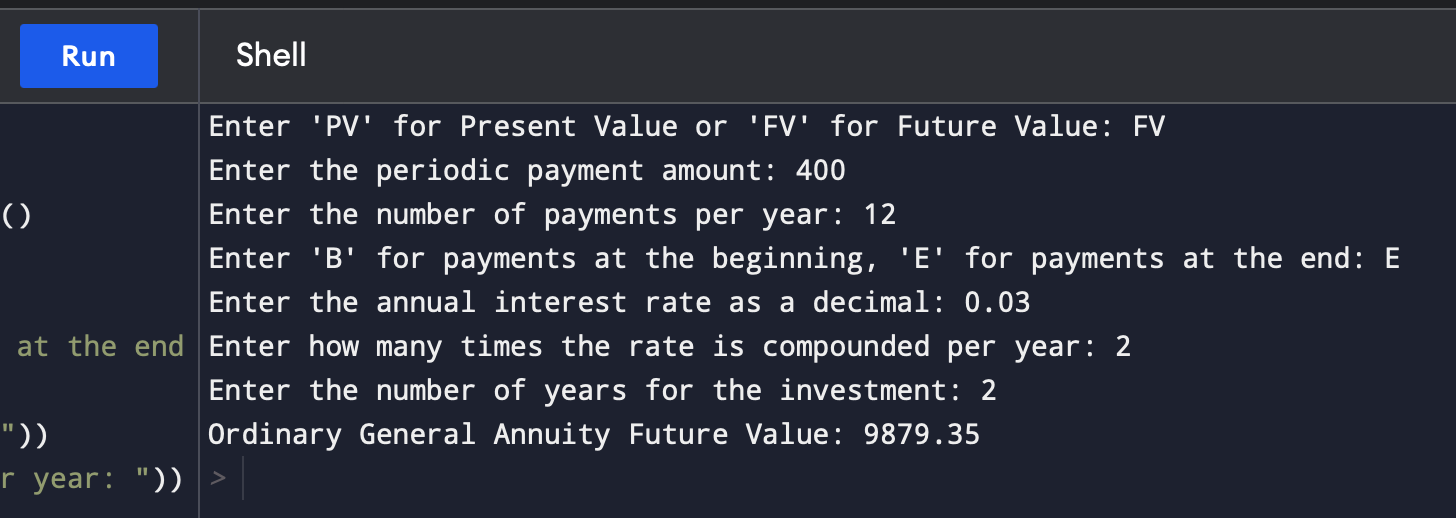 Run
Shell
Enter 'PV' for Present Value or 'FV' for Future Value: FV
Enter the periodic payment amount: 400
()
Enter the number of payments per year: 12
Enter 'B' for payments at the beginning, 'E' for payments at the end: E
Enter the annual interest rate as a decimal: 0.03
at the end
Enter how many times the rate is compounded per year: 2
Enter the number of years for the investment: 2
"))
Ordinary General Annuity Future Value: 9879.35
r year: "))
>